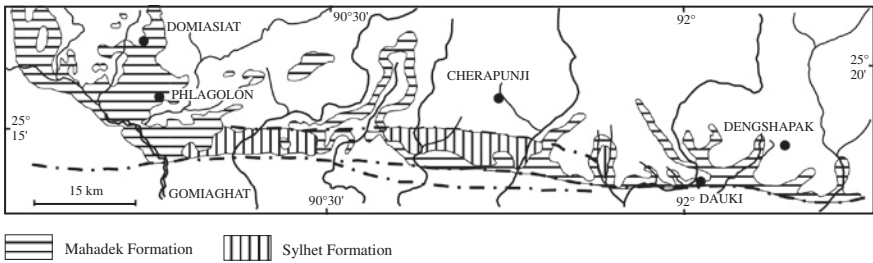 90°30'
92°
DOMIASIAT
25°
20'
CHERAPUNJI
PHLAGOLON
25°
15'
DENGSHAPAK
15 km
GOMIAGHAT
DAUKI
90°30'
92°
Mahadek Formation
Sylhet Formation